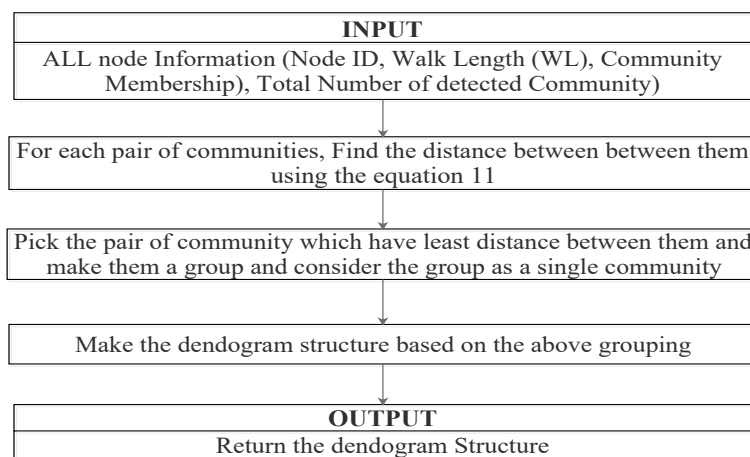 INPUT
ALL node Information (Node ID, Walk Length (WL), Community
Membership), Total Number of detected Community)
For each pair of communities, Find the distance between between them
using the equation 11
Pick the pair of community which have least distance between them and
make them a group and consider the group as a single community
Make the dendogram structure based on the above grouping
OUTPUT
Return the dendogram Structure